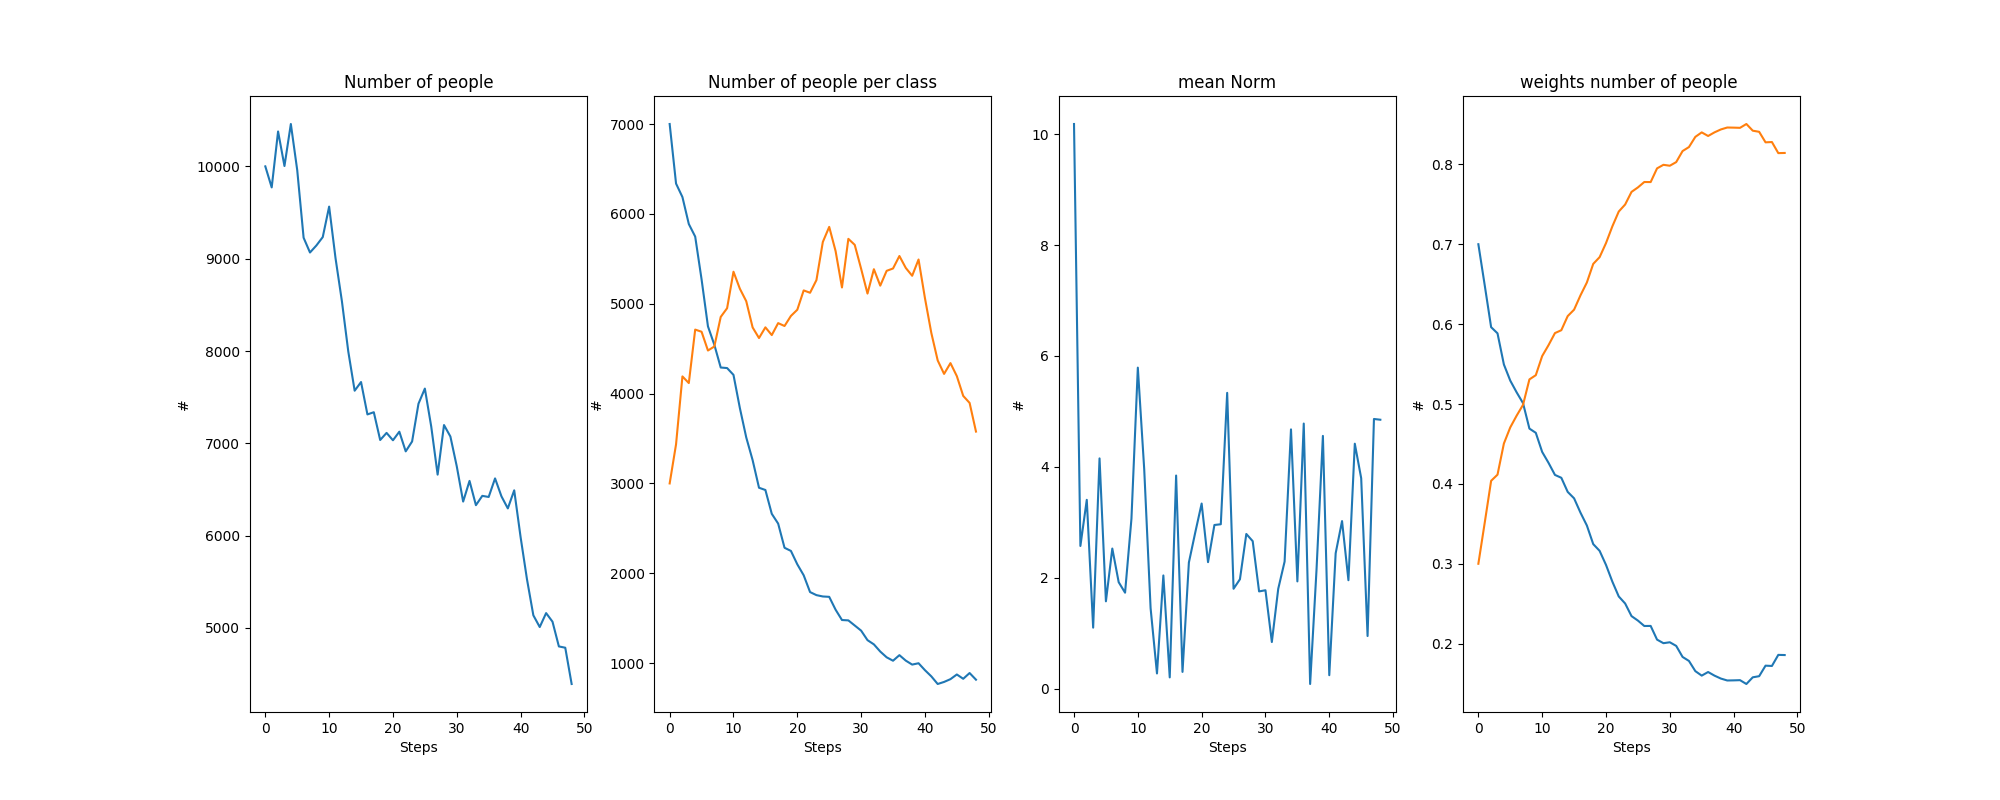 Number of people
10000
9000
8000
7000
6000
5000
#
0 10 20 30 40 50
Steps
Number of people per class
7000
6000
5000
4000
3000
2000
1000
#
0 10 20 30 40 50
Steps
mean Norm
10
8
6
4
2
0
#
0 10 20 30 40 50
Steps
weights number of people
0.8
0.7
0.6
0.5
0.4
0.3
0.2
#
0 10 20 30 40 50
Steps